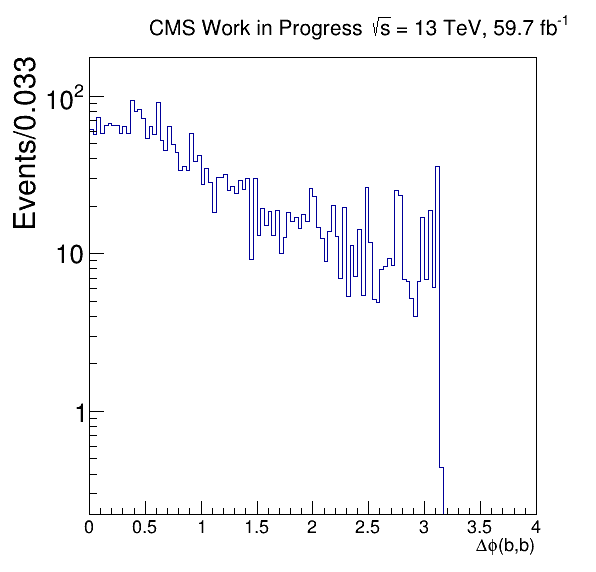 CMS Work in Progress √s = 13 TeV, 59.7 fb⁻¹
Events/0.033
10²
10
1
0 0.5 1 1.5 2 2.5 3 3.5 4
Δϕ(b,b)